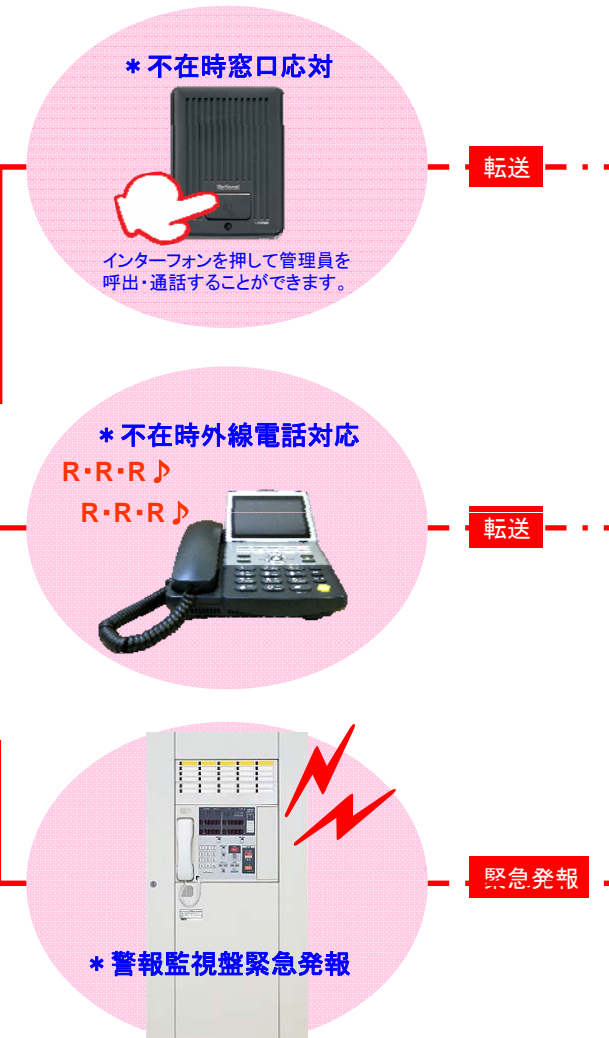 ＊不在時窓口応対
National
転送
インターフォンを押して管理員を
呼出・通話することができます。
＊不在時外線電話対応
R・R・R♪
R・R・R♪
転送
緊急発報
＊警報監視盤緊急発報